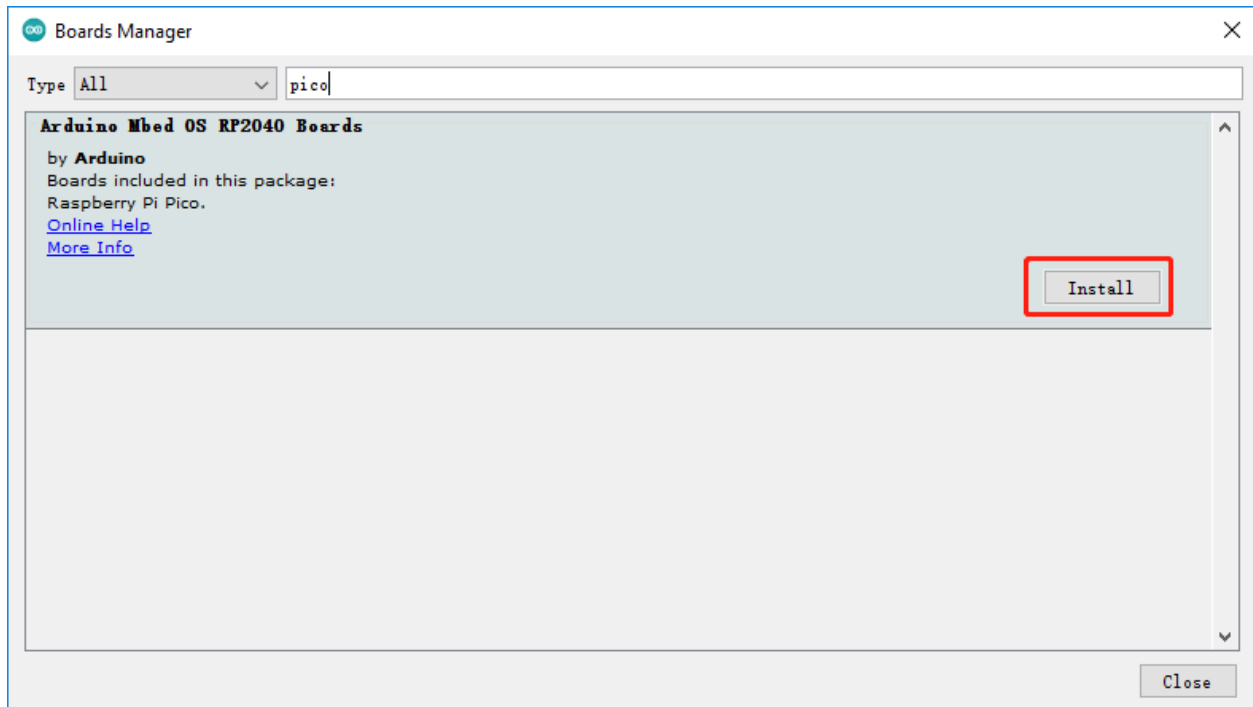 Boards Manager
Type All pico
Arduino Mbed OS RP2040 Boards
by Arduino
Boards included in this package:
Raspberry Pi Pico.
Online Help
More Info
Install
Close